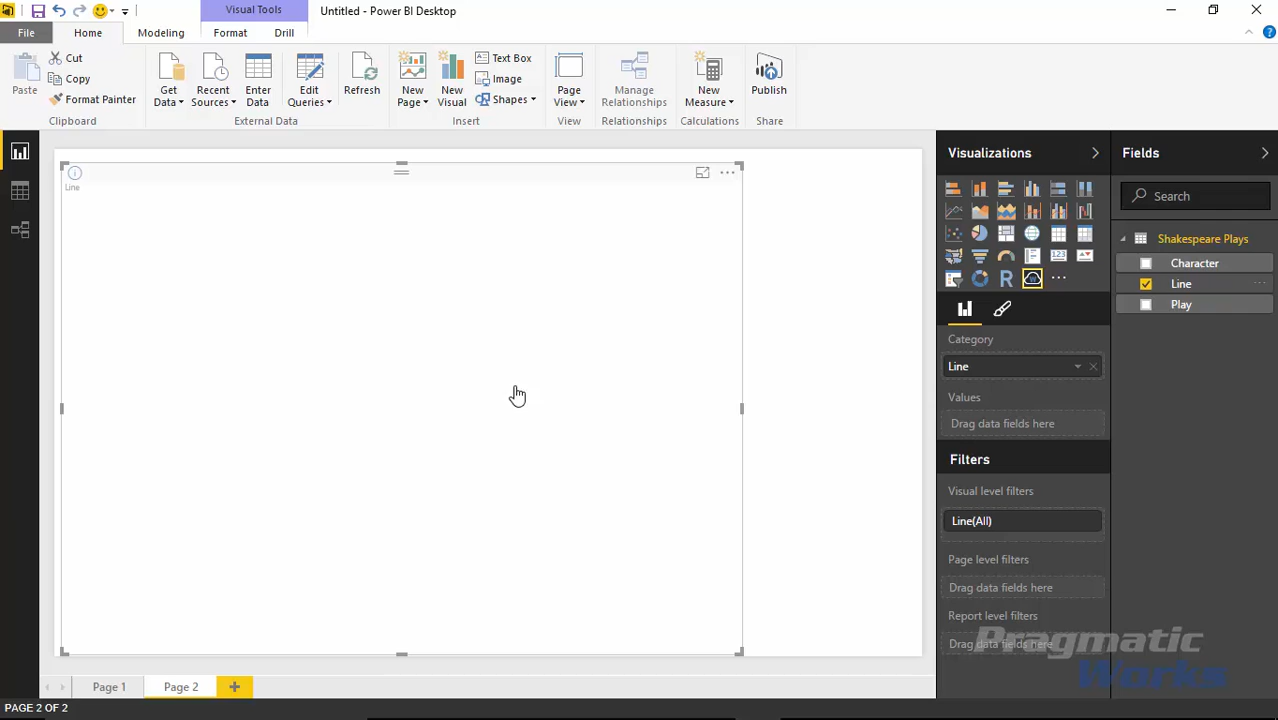 Visual Tools
Untitled - Power BI Desktop
File
Home
Modeling
Format
Drill
Paste
Cut
Copy
Format Painter
Clipboard
Get Data
Recent Sources
Enter Data
External Data
Edit Queries
Refresh
New Page
New Visual
Text Box
Image
Shapes
Insert
Page View
View
Manage Relationships
Relationships
New Measure
Calculations
Publish
Share
Line
Visualizations
R
123
Category
Line
Values
Drag data fields here
Filters
Visual level filters
Line(All)
Page level filters
Drag data fields here
Report level filters
Drag data fields here
Fields
Search
Shakespeare Plays
Character
Line
Play
Pragmatic
Works
Page 1
Page 2
PAGE 2 OF 2